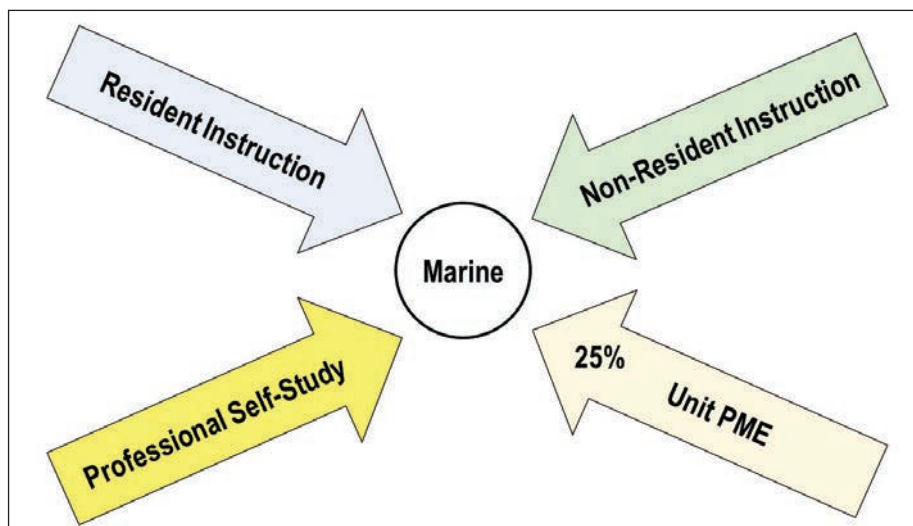 Resident Instruction
Non-Resident Instruction
Marine
Professional Self-Study
25%
Unit PME